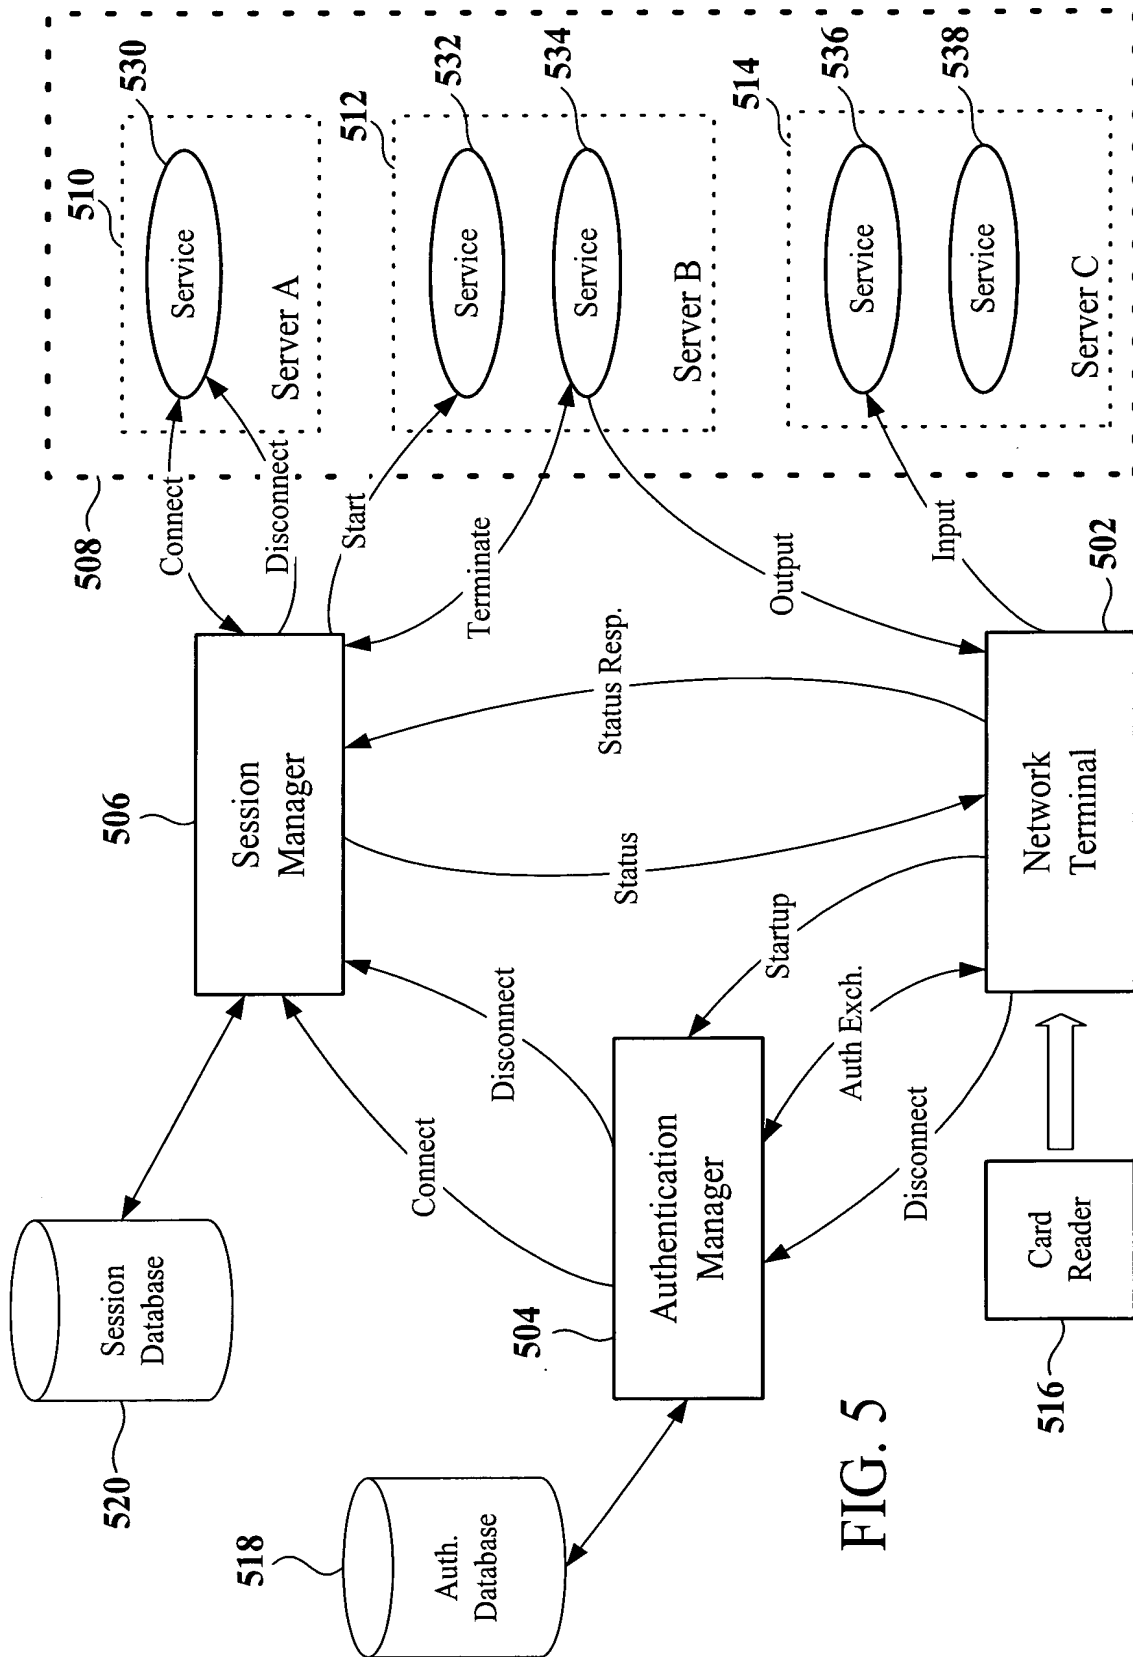 520
Session
Database
518
Auth.
Database
506
Session
Manager
504
Authentication
Manager
Connect
Disconnect
Startup
Auth Exch.
Disconnect
Status
Status Resp.
516
Card
Reader
502
Network
Terminal
508
Connect
Disconnect
Start
Terminate
Output
Input
510
530
Service
Server A
512
532
Service
534
Service
Server B
514
536
Service
538
Service
Server C
FIG. 5